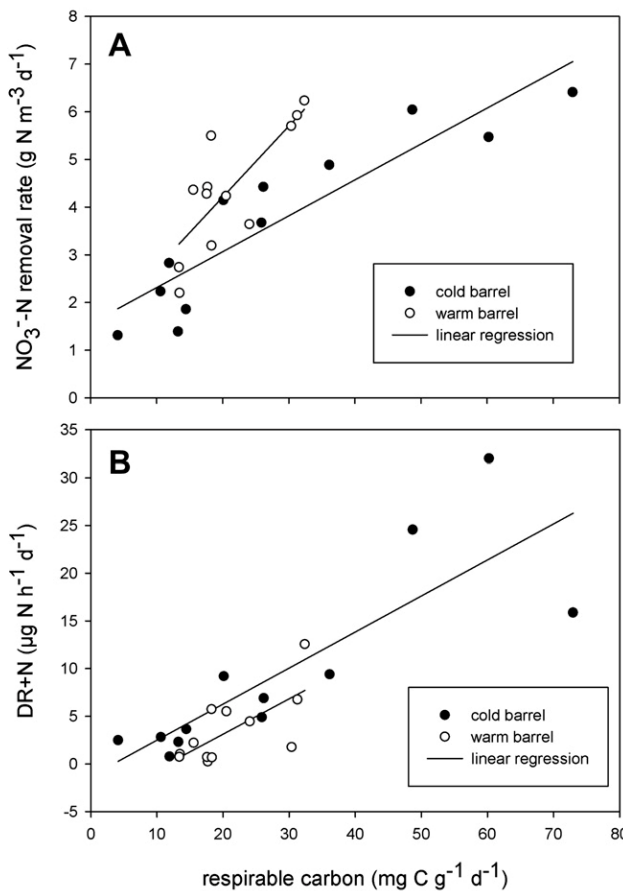 A
NO₃⁻-N removal rate (g N m⁻³ d⁻¹)
8
7
6
5
4
3
2
1
0
cold barrel
warm barrel
linear regression
B
DR+N (µg N h⁻¹ d⁻¹)
35
30
25
20
15
10
5
0
-5
cold barrel
warm barrel
linear regression
0 10 20 30 40 50 60 70 80
respirable carbon (mg C g⁻¹ d⁻¹)